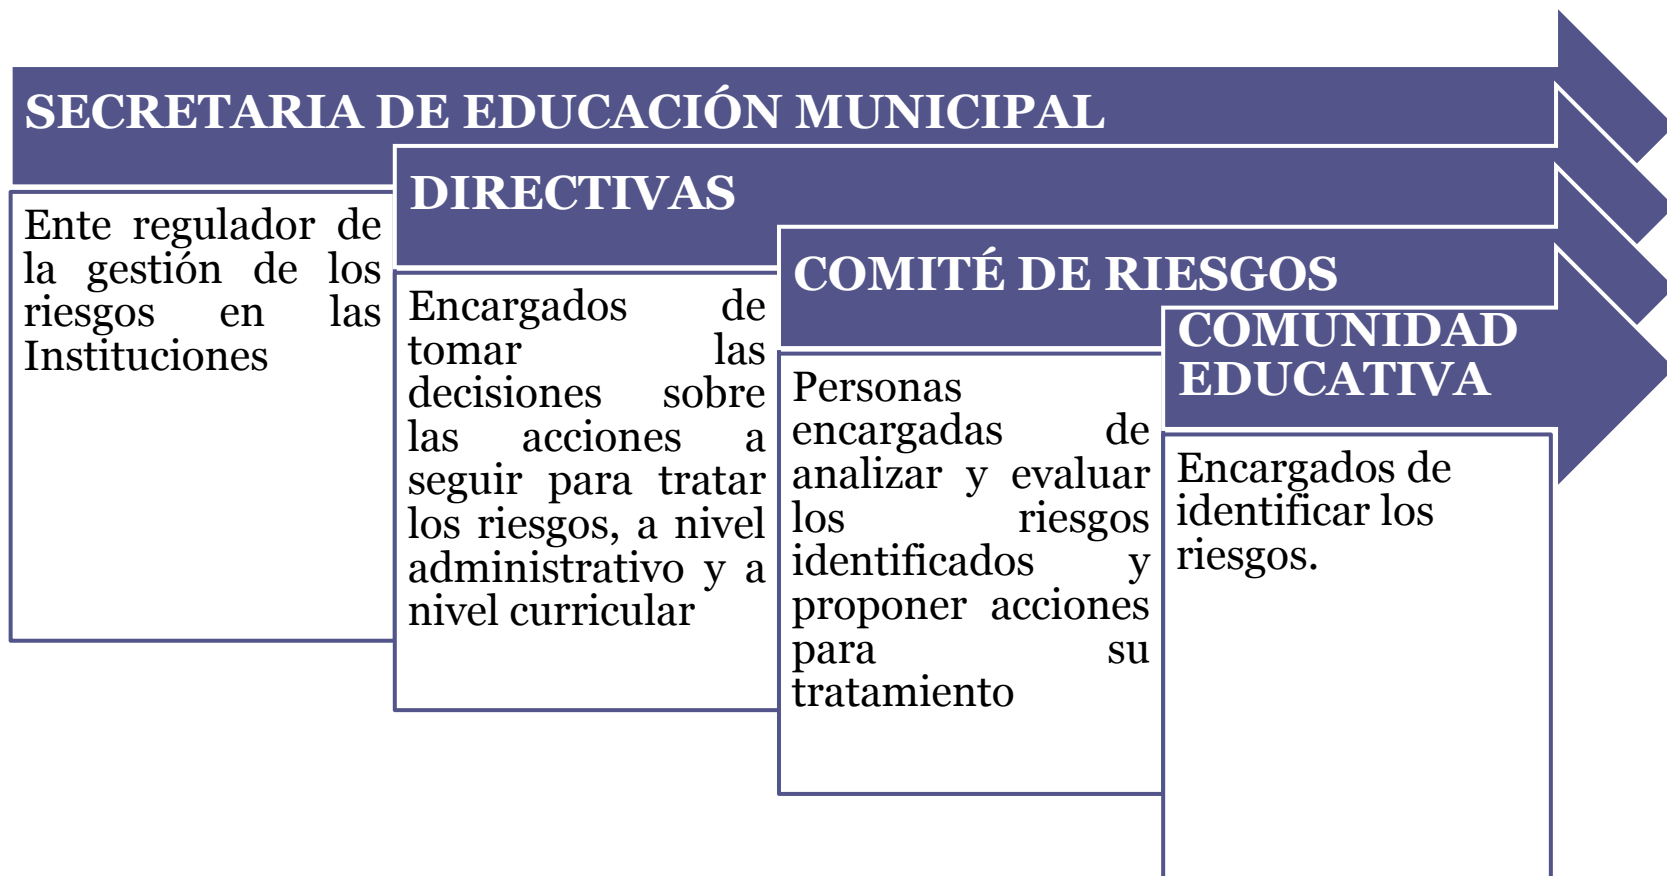 SECRETARIA DE EDUCACIÓN MUNICIPAL
Ente regulador de
la gestión de los
riesgos en las
Instituciones
DIRECTIVAS
Encargados de
tomar las
decisiones sobre
las acciones a
seguir para tratar
los riesgos, a nivel
administrativo y a
nivel curricular
COMITÉ DE RIESGOS
Personas
encargadas de
analizar y evaluar
los riesgos
identificados y
proponer acciones
para su
tratamiento
COMUNIDAD
EDUCATIVA
Encargados de
identificar los
riesgos.